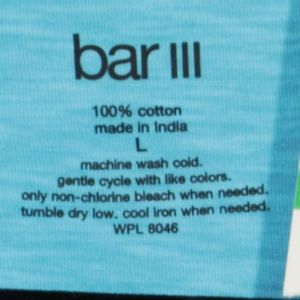 bar III
100% cotton
made in India
L
machine wash cold.
gentle cycle with like colors.
only non-chlorine bleach when needed.
tumble dry low. cool iron when needed.
WPL 8046